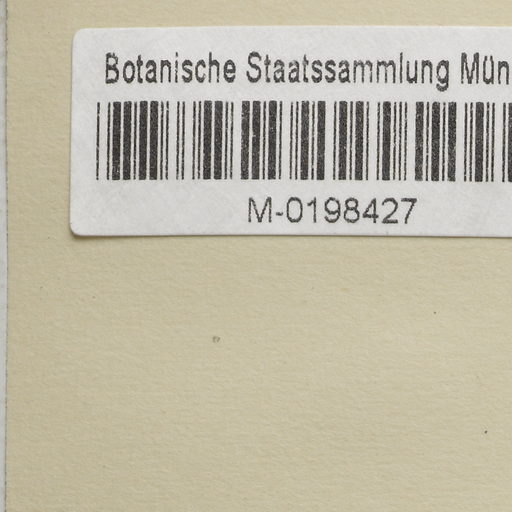 Botanische Staatssammlung Mün
M-0198427